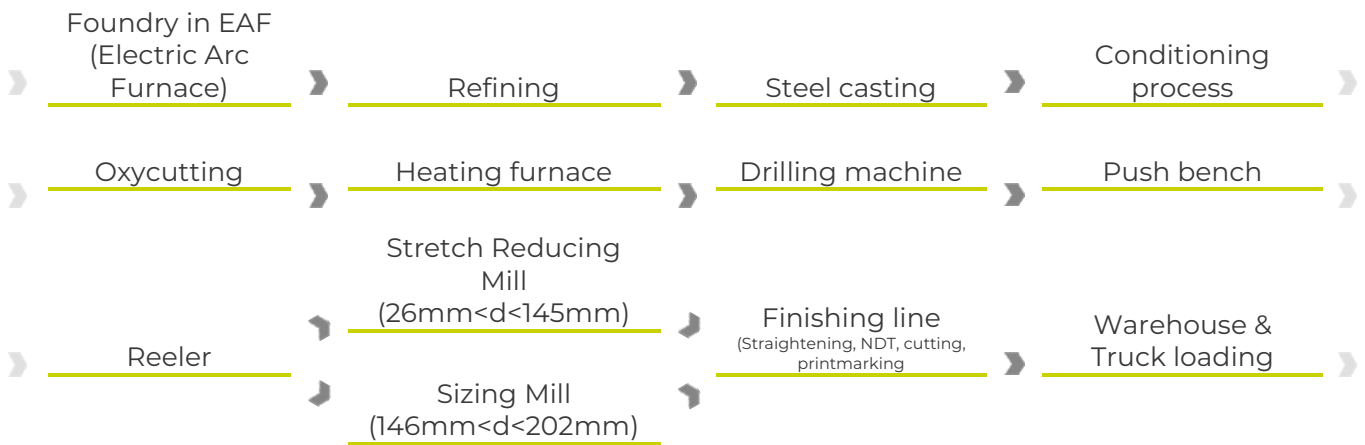 Foundry in EAF
(Electric Arc
Furnace)
Refining
Steel casting
Conditioning
process
Oxycutting
Heating furnace
Drilling machine
Push bench
Reeler
Stretch Reducing
Mill
(26mm<d<145mm)
Sizing Mill
(146mm<d<202mm)
Finishing line
(Straightening, NDT, cutting,
printmarking
Warehouse &
Truck loading